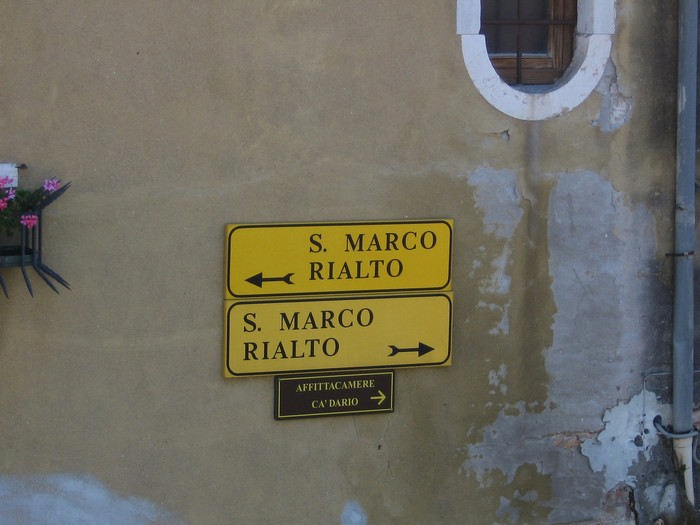 S. MARCO
RIALTO
S. MARCO
RIALTO
AFFITTACAMERE
CA' DARIO